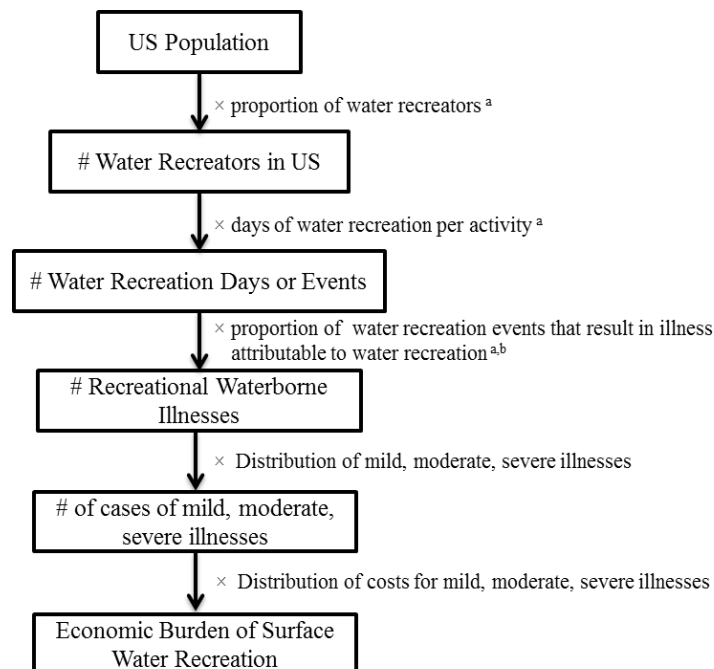 US Population
× proportion of water recreators ᵃ
# Water Recreators in US
× days of water recreation per activity ᵃ
# Water Recreation Days or Events
× proportion of water recreation events that result in illness
attributable to water recreation ᵃ,ᵇ
# Recreational Waterborne
Illnesses
× Distribution of mild, moderate, severe illnesses
# of cases of mild, moderate,
severe illnesses
× Distribution of costs for mild, moderate, severe illnesses
Economic Burden of Surface
Water Recreation